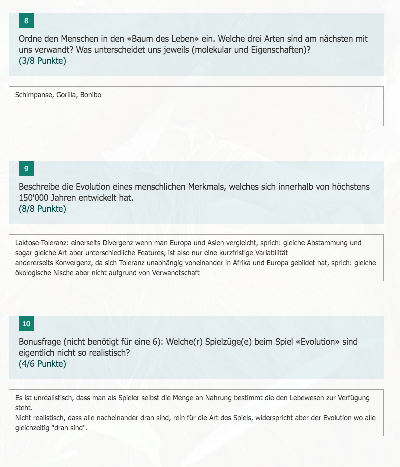 8
Ordne den Menschen in den «Baum des Leben» ein. Welche drei Arten sind am nächsten mit
uns verwandt? Was unterscheidet uns jeweils (molekular und Eigenschaften)?
(3/8 Punkte)
Schimpanse, Gorilla, Bonibo
9
Beschreibe die Evolution eines menschlichen Merkmals, welches sich innerhalb von höchstens
150'000 Jahren entwickelt hat.
(8/8 Punkte)
Laktose-Toleranz: einerseits Divergenz wenn man Europa und Asien vergleicht, sprich: gleiche Abstammung und
sogar gleiche Art aber unterschiedliche Features, ist also nur eine kurzfristige Variabilität
andererseits Konvergenz, da sich Toleranz unabhängig voneinander in Afrika und Europa gebildet hat, sprich: gleiche
ökologische Nische aber nicht aufgrund von Verwandtschaft
10
Bonusfrage (nicht benötigt für eine 6): Welche(r) Spielzüge(e) beim Spiel «Evolution» sind
eigentlich nicht so realistisch?
(4/6 Punkte)
Es ist unrealistisch, dass man als Spieler selbst die Menge an Nahrung bestimmt die den Lebewesen zur Verfügung
steht.
Nicht realistisch, dass alle nacheinander dran sind, rein für die Art des Spiels, widerspricht aber der Evolution wo alle
gleichzeitig "dran sind".